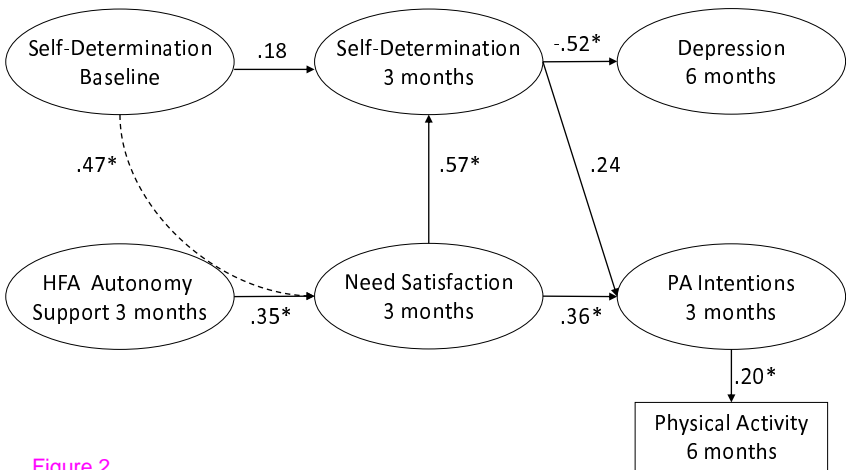 Self-Determination
Baseline
.18
Self-Determination
3 months
-.52*
Depression
6 months
.47*
.57*
.24
HFA Autonomy
Support 3 months
.35*
Need Satisfaction
3 months
.36*
PA Intentions
3 months
.20*
Physical Activity
6 months
Figure 2